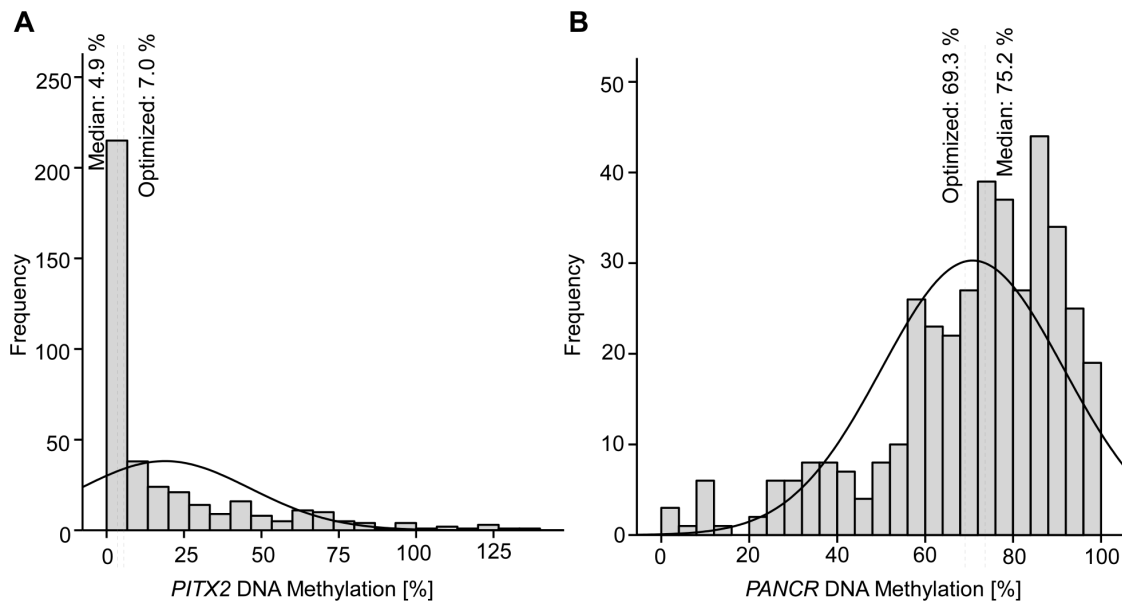 A
Median: 4.9 %
Optimized: 7.0 %
250
200
150
100
50
0
Frequency
0 25 50 75 100 125
PITX2 DNA Methylation [%]
B
Optimized: 69.3 %
Median: 75.2 %
50
40
30
20
10
0
Frequency
0 20 40 60 80 100
PANCR DNA Methylation [%]